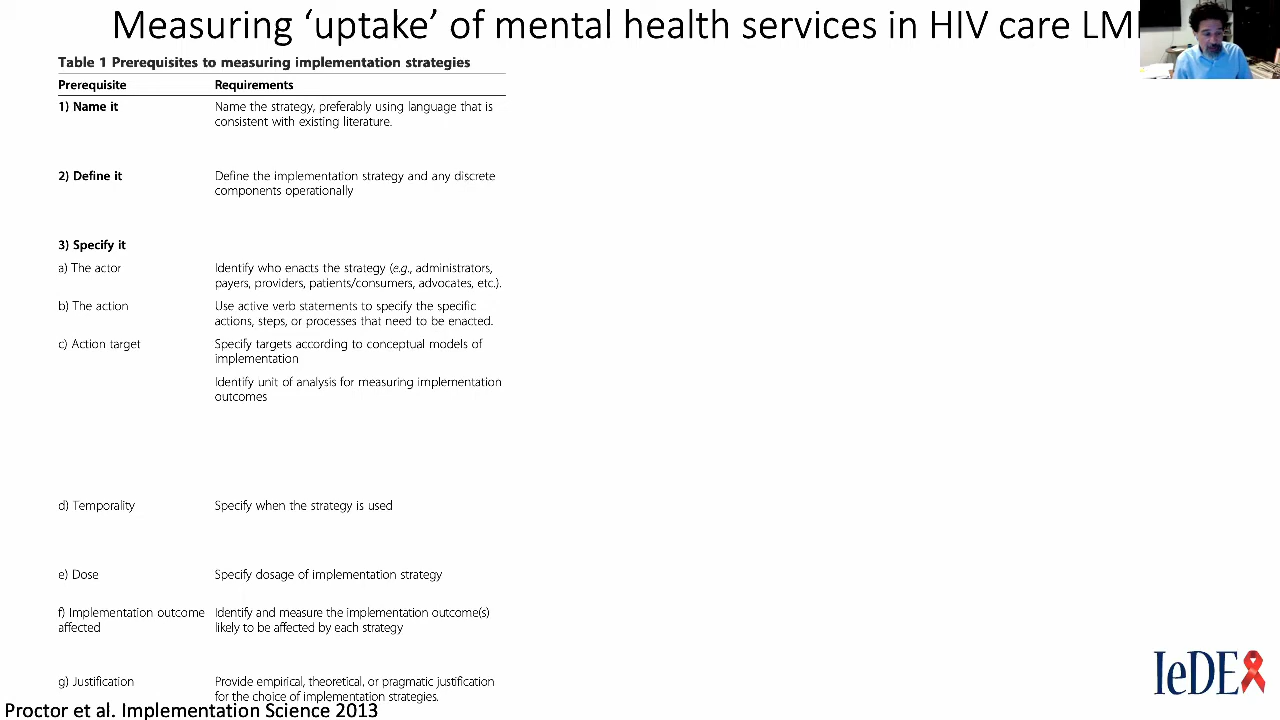 Measuring ‘uptake’ of mental health services in HIV care
Table 1 Prerequisites to measuring implementation strategies
Prerequisite Requirements
1) Name it Name the strategy, preferably using language that is
consistent with existing literature.
2) Define it Define the implementation strategy and any discrete
components operationally
3) Specify it
a) The actor Identify who enacts the strategy (e.g., administrators,
payers, providers, patients/consumers, advocates, etc.).
b) The action Use active verb statements to specify the specific
actions, steps, or processes that need to be enacted.
c) Action target Specify targets according to conceptual models of
implementation
Identify unit of analysis for measuring implementation
outcomes
d) Temporality Specify when the strategy is used
e) Dose Specify dosage of implementation strategy
f) Implementation outcome Identify and measure the implementation outcome(s)
affected likely to be affected by each strategy
g) Justification Provide empirical, theoretical, or pragmatic justification
for the choice of implementation strategies.
Proctor et al. Implementation Science 2013
IeDEA